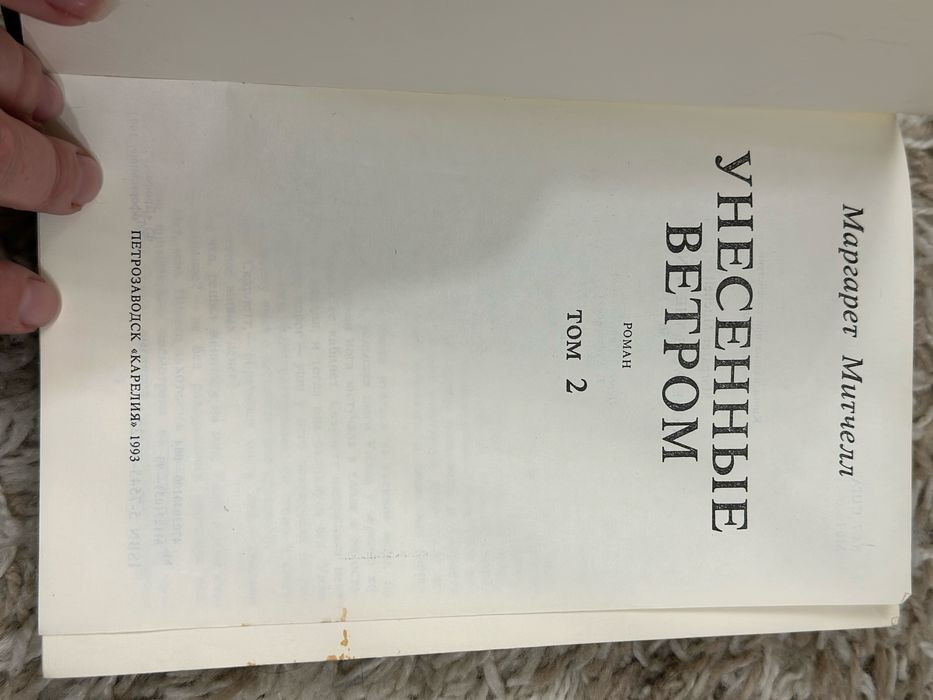 Маргарет Митчелл
УНЕСЕННЫЕ
ВЕТРОМ
РОМАН
ТОМ 2
ПЕТРОЗАВОДСК «КАРЕЛИЯ» 1993